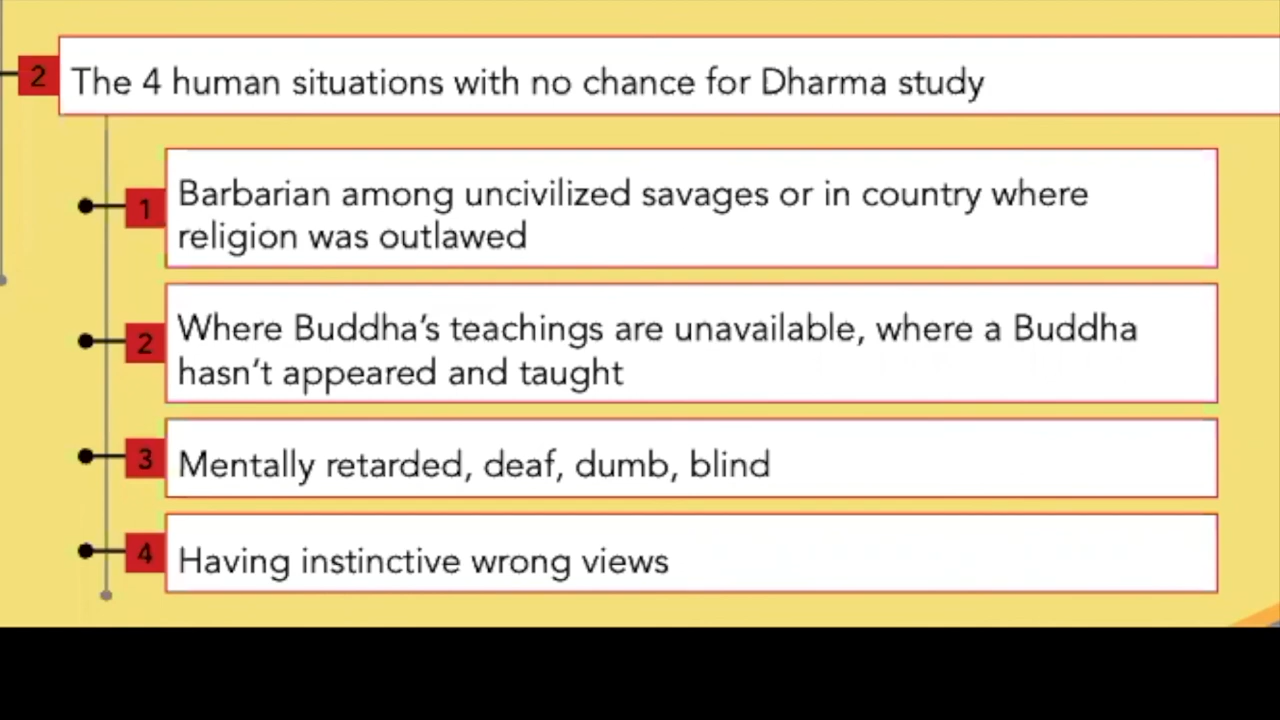 2 The 4 human situations with no chance for Dharma study
1 Barbarian among uncivilized savages or in country where
religion was outlawed
2 Where Buddha’s teachings are unavailable, where a Buddha
hasn’t appeared and taught
3 Mentally retarded, deaf, dumb, blind
4 Having instinctive wrong views